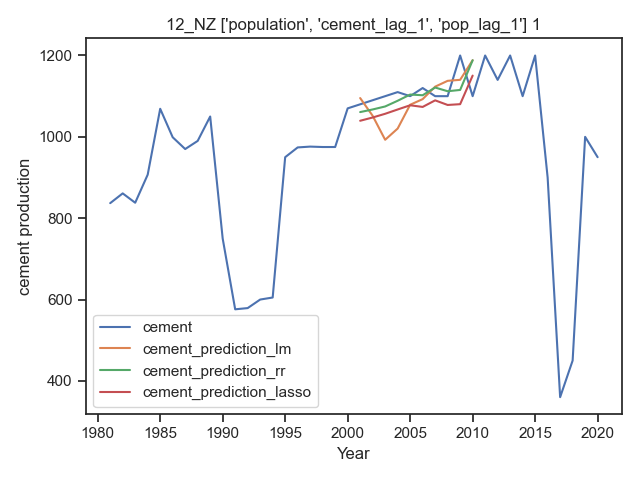 12_NZ ['population', 'cement_lag_1', 'pop_lag_1'] 1
1200
1000
800
600
400
cement production
cement
cement_prediction_lm
cement_prediction_rr
cement_prediction_lasso
1980 1985 1990 1995 2000 2005 2010 2015 2020
Year